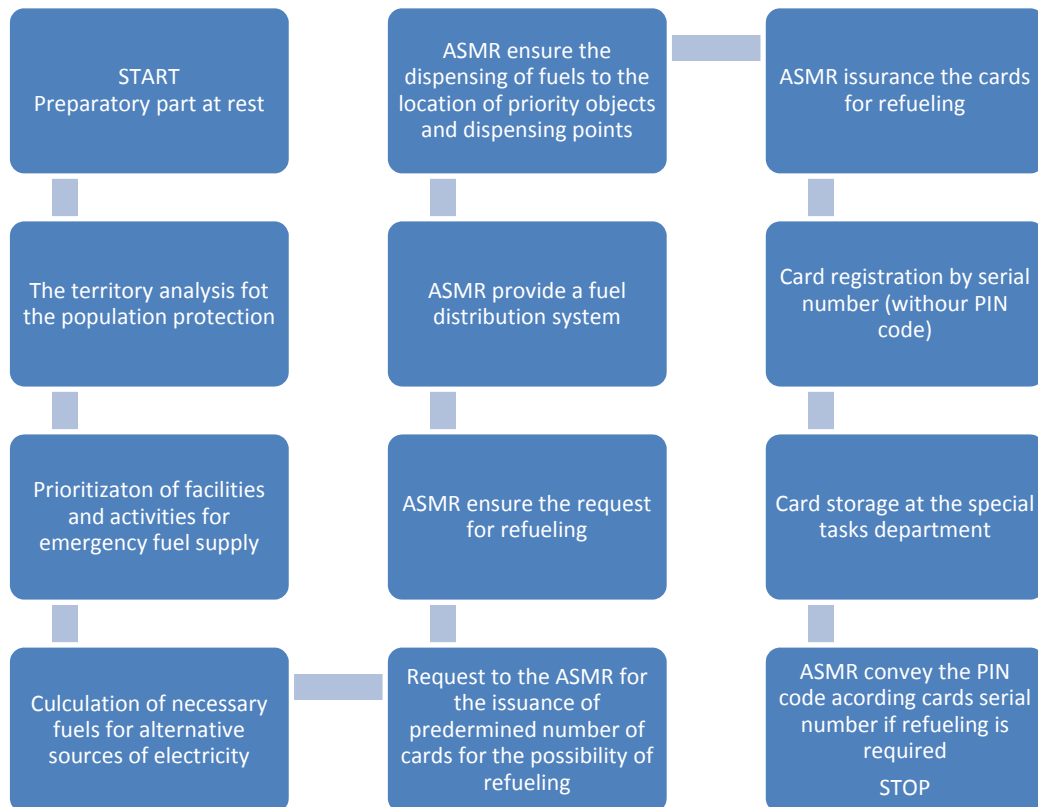 START
Preparatory part at rest
The territory analysis fot
the population protection
Prioritizaton of facilities
and activities for
emergency fuel supply
Culculation of necessary
fuels for alternative
sources of electricity
Request to the ASMR for
the issuance of
predermined number of
cards for the possibility of
refueling
ASMR ensure the request
for refueling
ASMR provide a fuel
distribution system
ASMR ensure the
dispensing of fuels to the
location of priority objects
and dispensing points
ASMR issurance the cards
for refueling
Card registration by serial
number (withour PIN
code)
Card storage at the special
tasks department
ASMR convey the PIN
code acording cards serial
number if refueling is
required
STOP